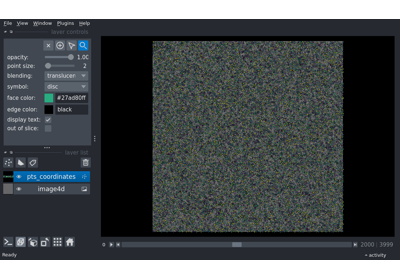 File View Window Plugins Help
layer controls
opacity: 1.00
point size: 2
blending: translucen
symbol: disc
face color: #27ad80ff
edge color: black
display text:
out of slice:
layer list
pts_coordinates
image4d
0 2000 3999
Ready activity